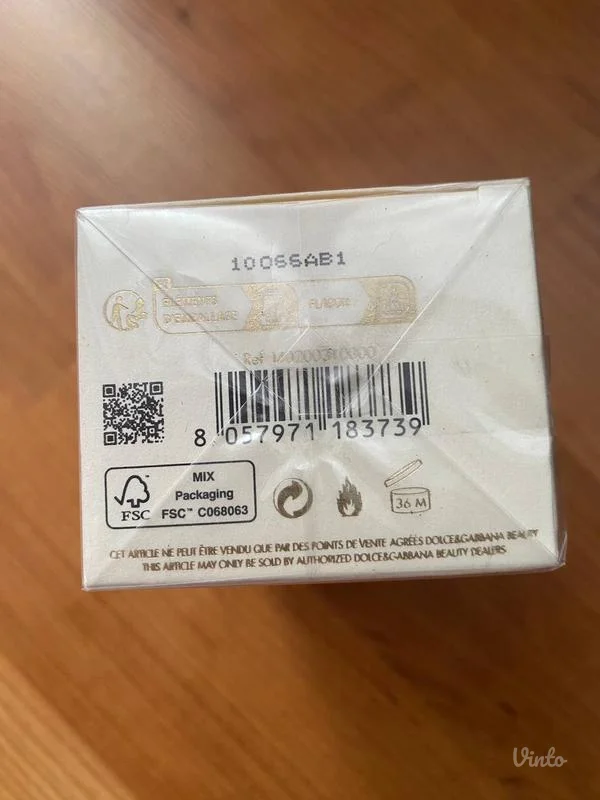 10066AB1
FR
ÉLÉMENTS
D'EMBALLAGE
FLACON
Ref
8 057971 183739
MIX
Packaging
FSC™ C068063
FSC
36 M
CET ARTICLE NE PEUT ÊTRE VENDU QUE PAR DES POINTS DE VENTE AGRÉÉS DOLCE&GABBANA BEAUTY
THIS ARTICLE MAY ONLY BE SOLD BY AUTHORIZED DOLCE&GABBANA BEAUTY DEALERS
Vinto